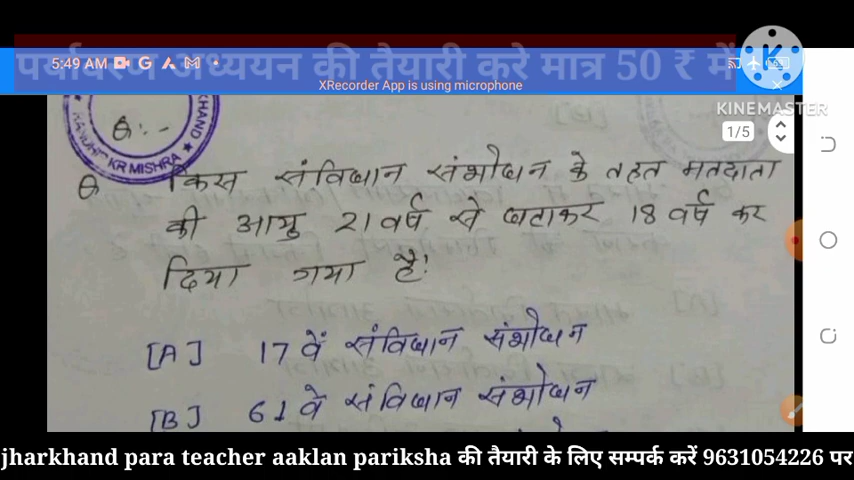 पर्यावरण अध्ययन की तैयारी करे मात्र 50 ₹ में
5:49 AM
XRecorder App is using microphone
KINEMASTER
1/5
KR MISHRA
किस संविधान संशोधन के तहत मतदाता
की आयु 21 वर्ष से घटाकर 18 वर्ष कर
दिया गया है!
[A] 17 वें संविधान संशोधन
[B] 61 वे संविधान संशोधन
jharkhand para teacher aaklan pariksha की तैयारी के लिए सम्पर्क करें 9631054226 पर